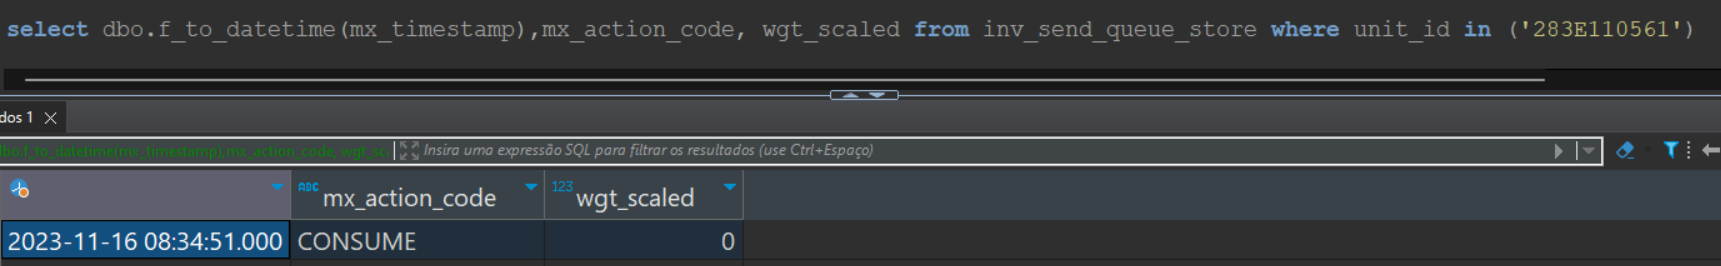 select dbo.f_to_datetime(mx_timestamp),mx_action_code, wgt_scaled from inv_send_queue_store where unit_id in ('283E110561')
dos 1
dbo.f_to_datetime(mx_timestamp),mx_action_code, wgt_sc Insira uma expressão SQL para filtrar os resultados (use Ctrl+Espaço)
ABC mx_action_code 123 wgt_scaled
2023-11-16 08:34:51.000 CONSUME 0